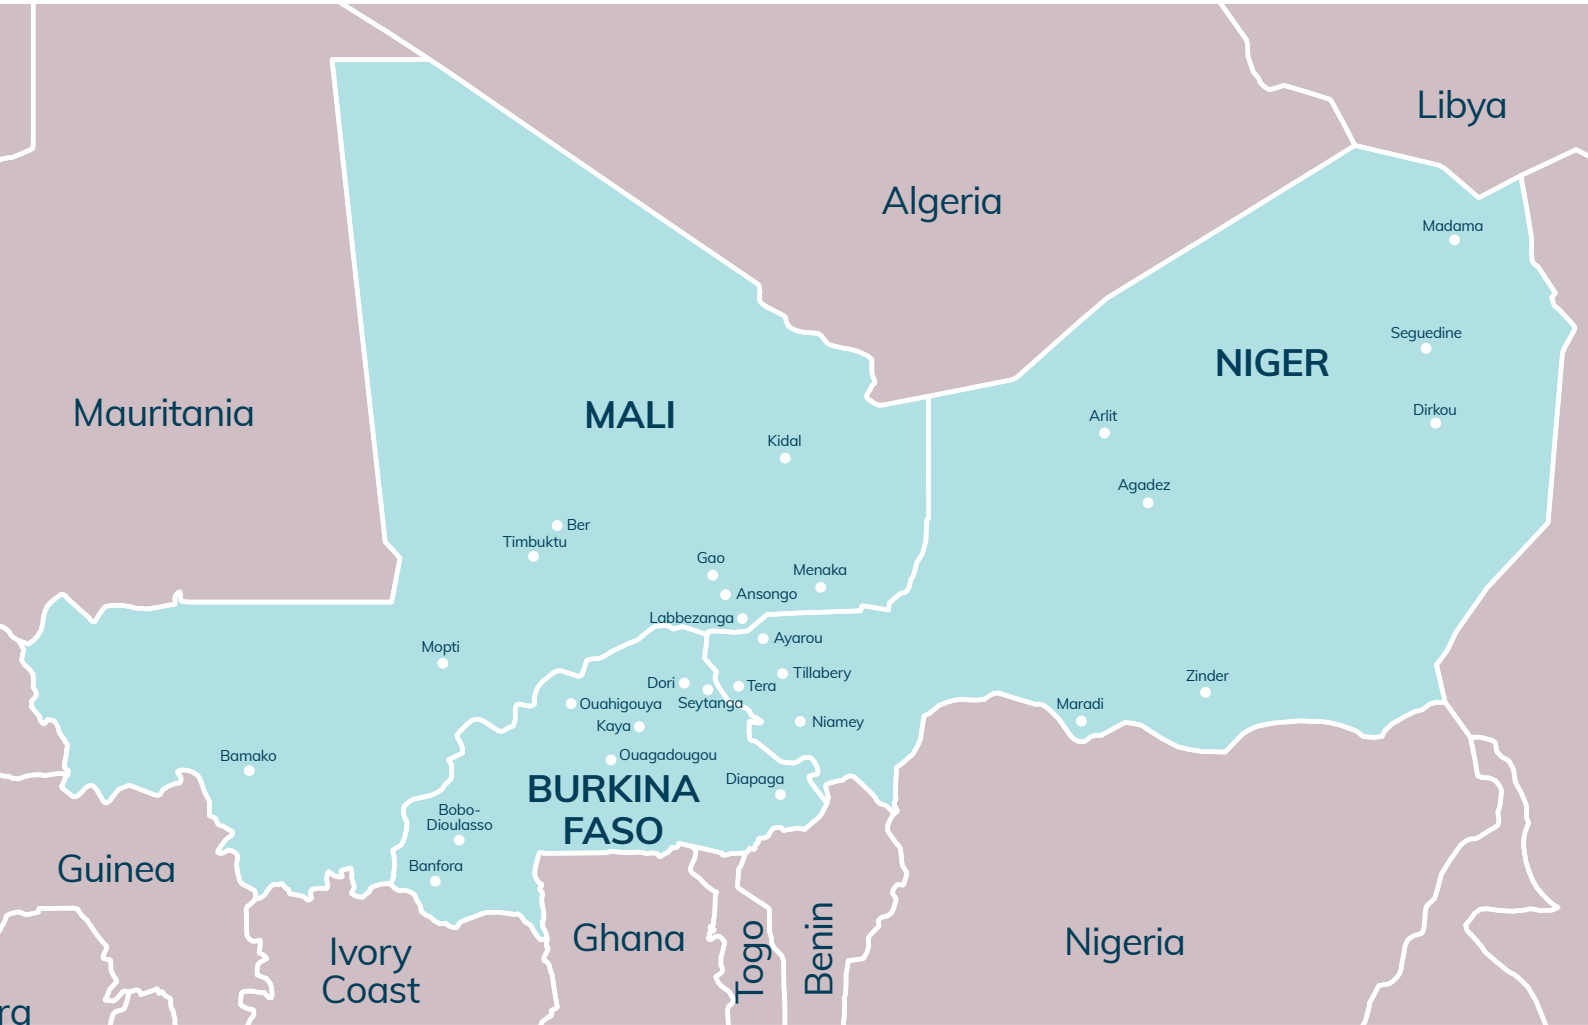 Libya
Algeria
Madama
Seguedine
NIGER
Mauritania
MALI
Dirkou
Arlit
Kidal
Agadez
Ber
Timbuktu
Gao
Menaka
Ansongo
Labbezanga
Ayarou
Mopti
Tillabery
Zinder
Dori
Tera
Seytanga
Ouahigouya
Maradi
Niamey
Kaya
Bamako
Ouagadougou
Diapaga
BURKINA
FASO
Bobo-
Dioulasso
Banfora
Guinea
Ghana
Togo
Benin
Nigeria
Ivory
Coast
ra